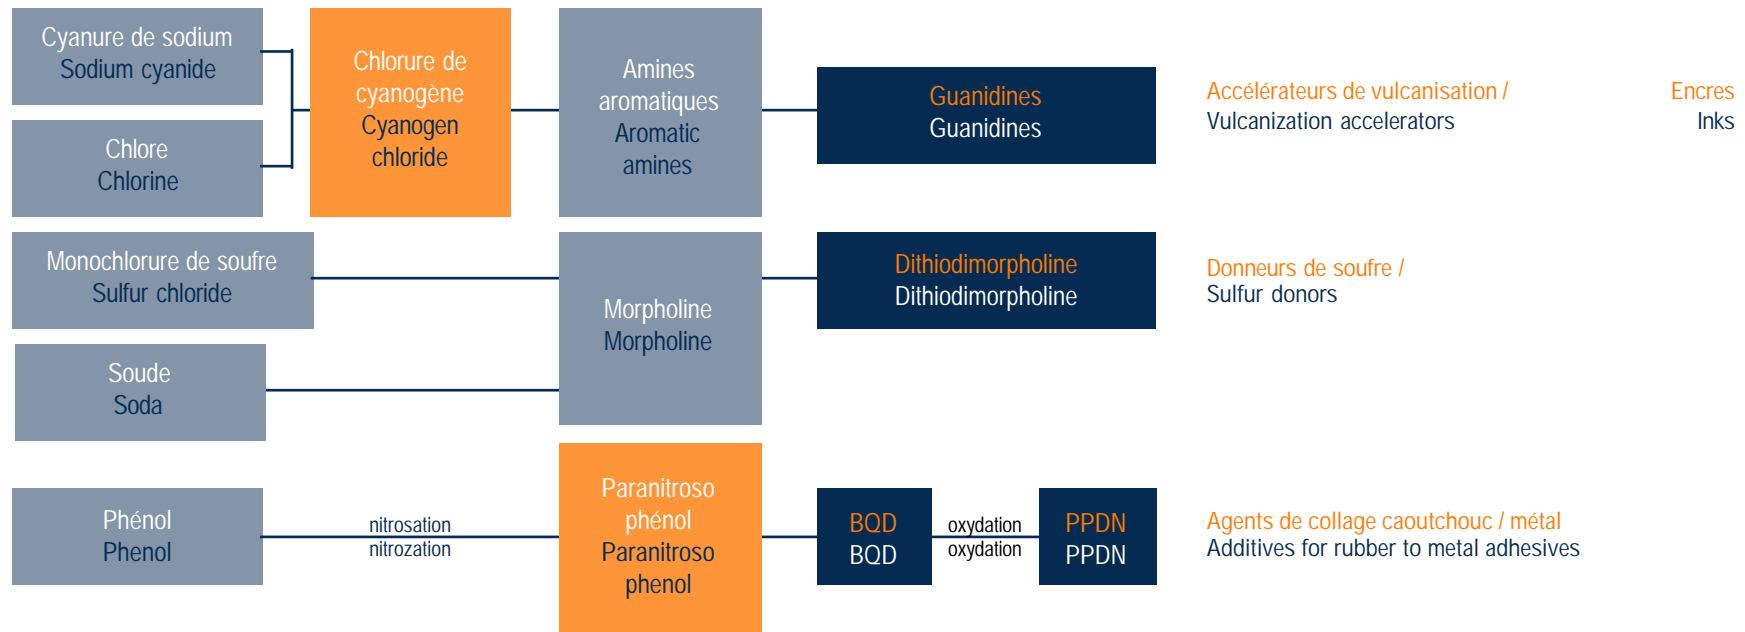 Cyanure de sodium
Sodium cyanide
Chlore
Chlorine
Chlorure de
cyanogène
Cyanogen
chloride
Amines
aromatiques
Aromatic
amines
Guanidines
Guanidines
Accélérateurs de vulcanisation /
Vulcanization accelerators
Encres
Inks
Monochlorure de soufre
Sulfur chloride
Soude
Soda
Morpholine
Morpholine
Dithiodimorpholine
Dithiodimorpholine
Donneurs de soufre /
Sulfur donors
Phénol
Phenol
nitrosation
nitrozation
Paranitroso
phénol
Paranitroso
phenol
BQD
BQD
oxydation
oxydation
PPDN
PPDN
Agents de collage caoutchouc / métal
Additives for rubber to metal adhesives